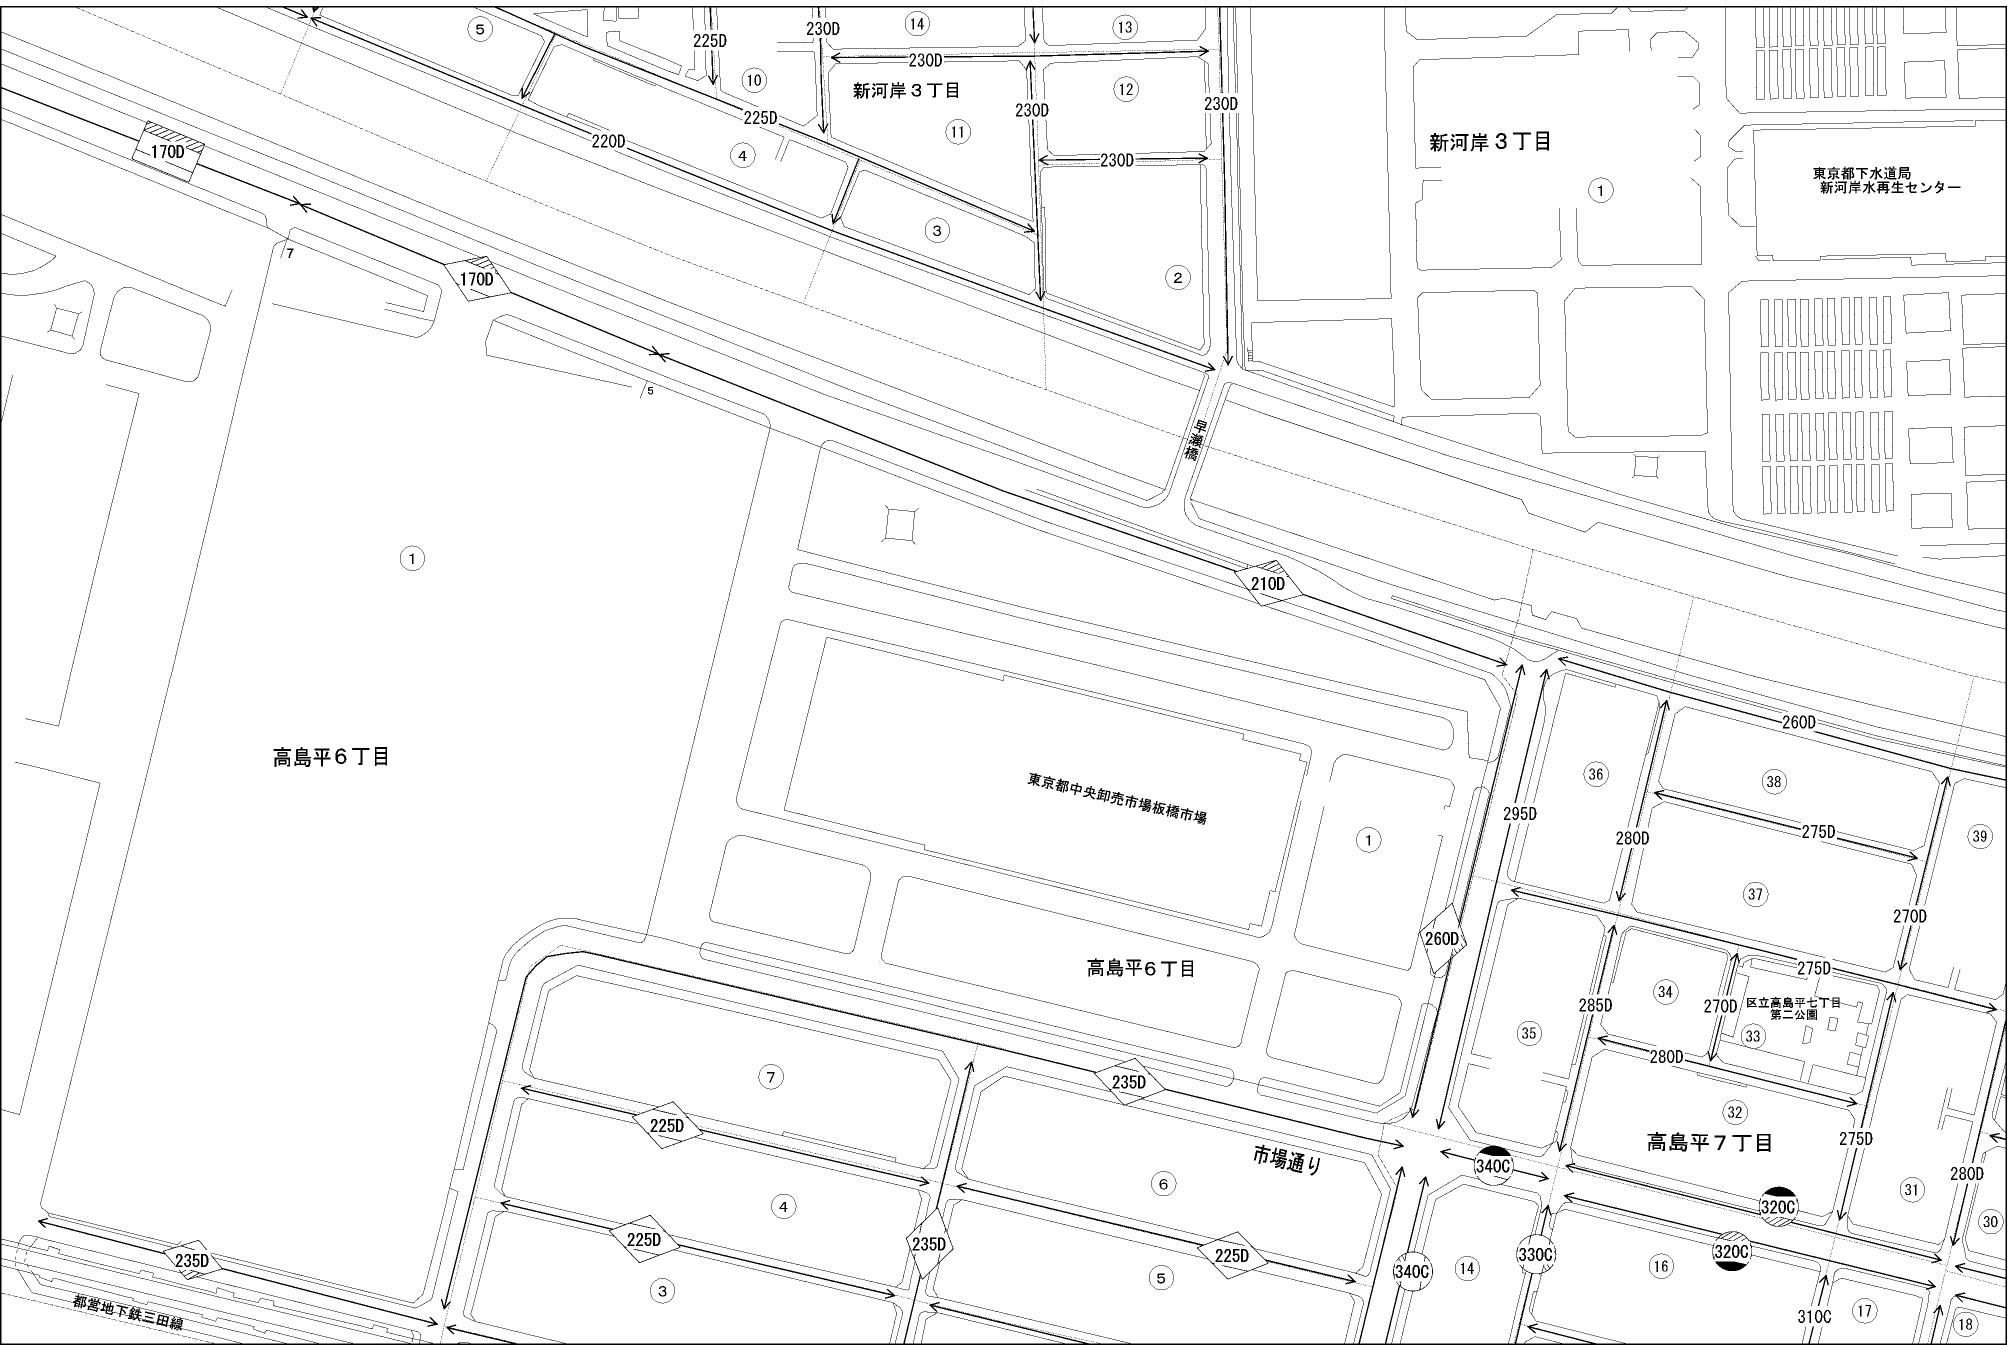 5
14
13
230D
225D
230D
10
新河岸３丁目
12
230D
230D
225D
11
220D
4
230D
新河岸３丁目
170D
東京都下水道局
新河岸水再生センター
1
3
2
7
170D
5
早瀬橋
1
210D
260D
36
38
高島平６丁目
東京都中央卸売市場板橋市場
295D
280D
275D
39
1
37
270D
260D
高島平６丁目
275D
34
270D
区立高島平七丁目
第二公園
285D
35
33
280D
7
235D
225D
32
高島平７丁目
275D
市場通り
340C
280D
6
31
4
320C
30
225D
235D
225D
235D
340C
330C
14
320C
16
5
3
都営地下鉄三田線
310C
17
18